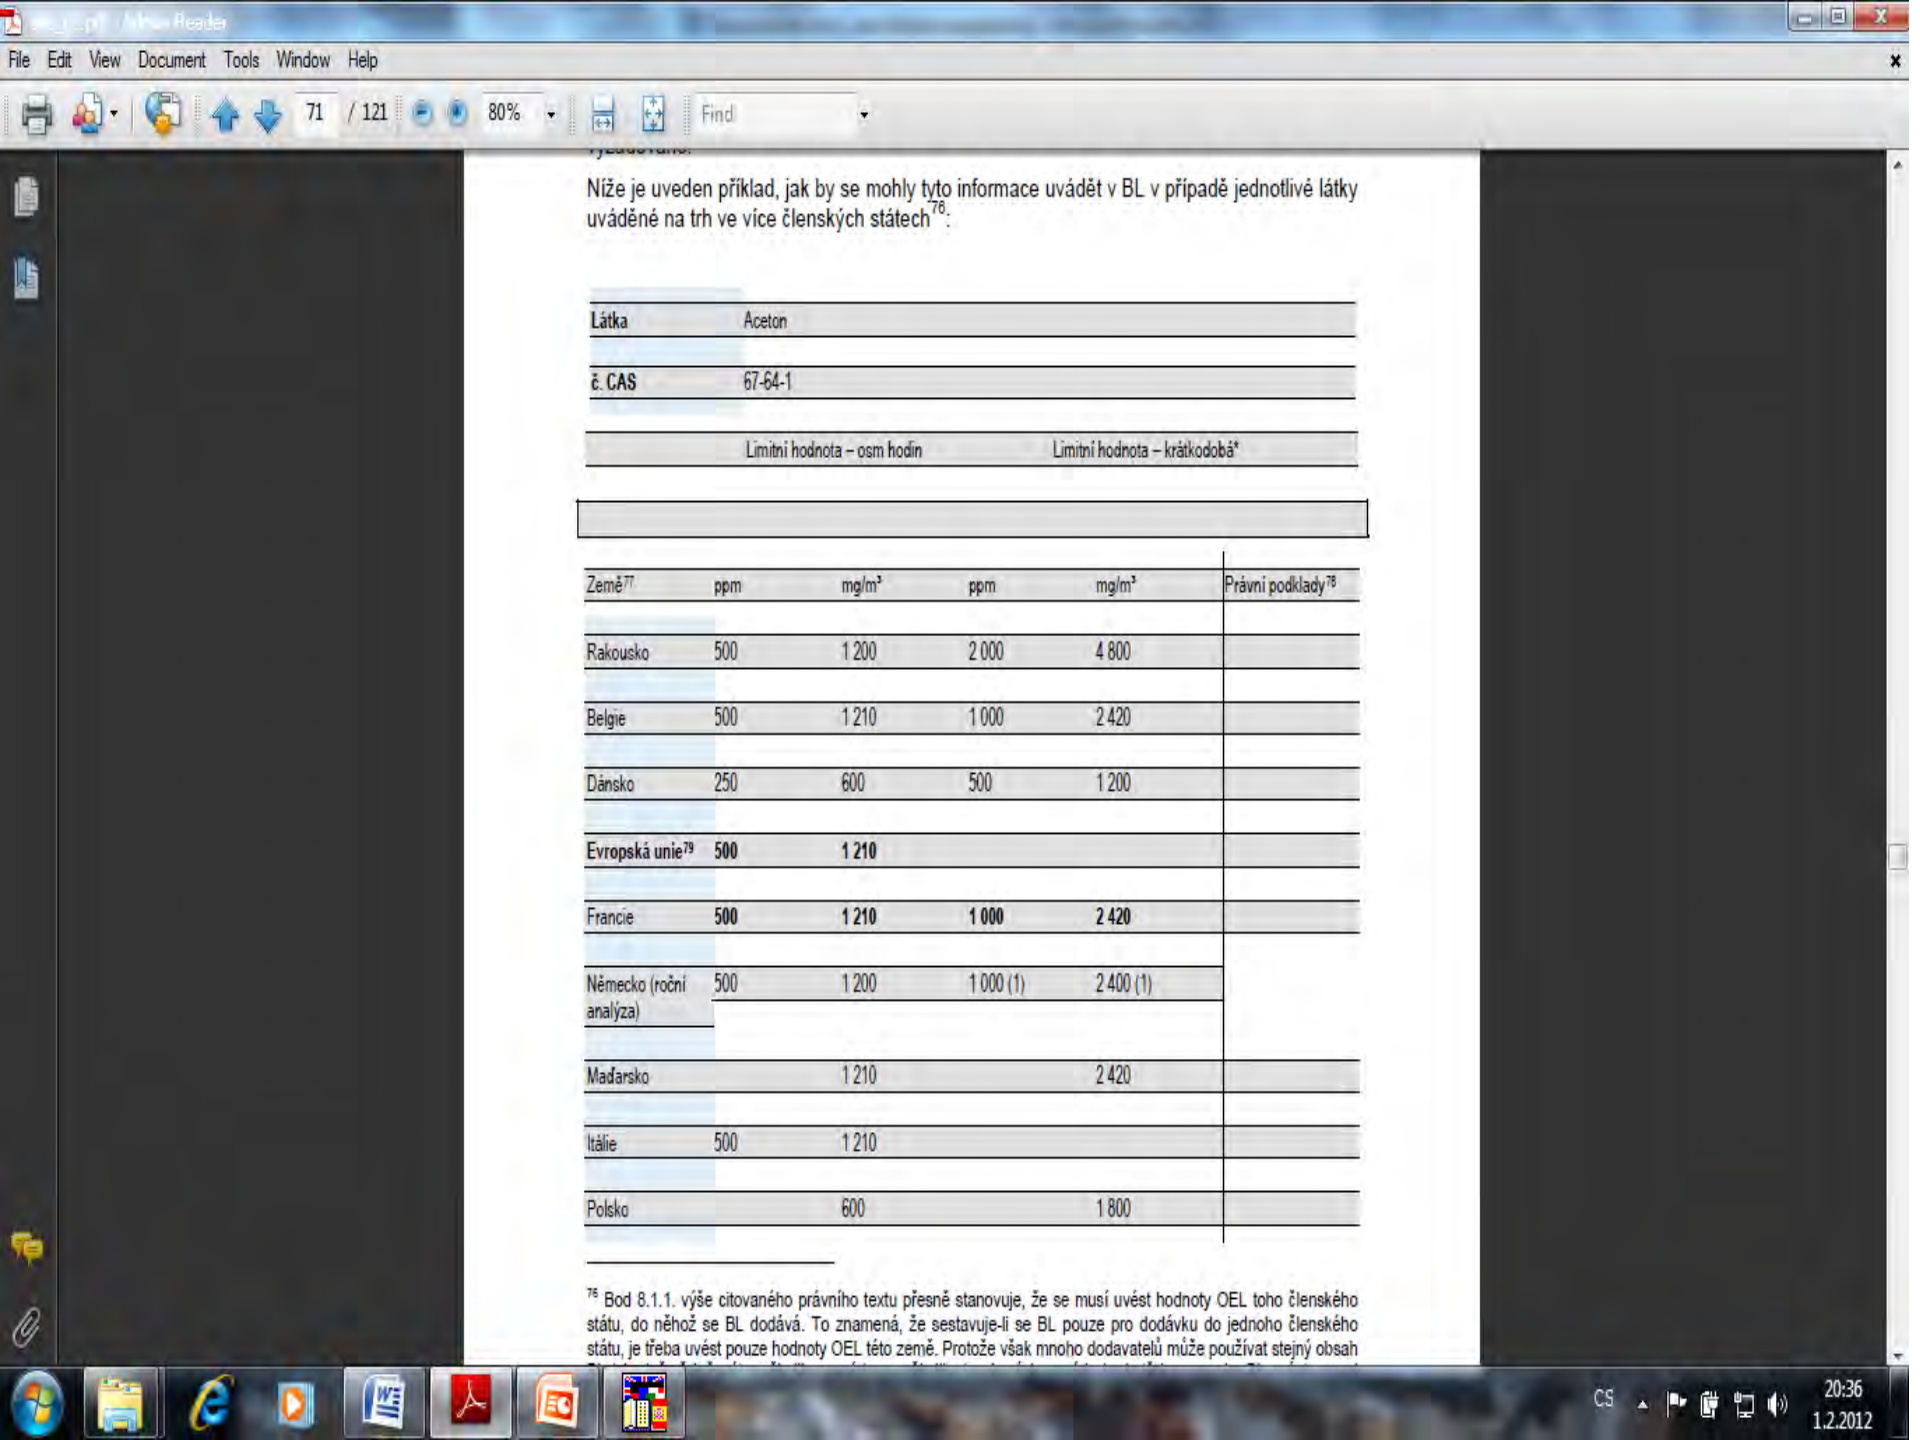 File Edit View Document Tools Window Help
71 / 121 80% Find
Níže je uveden příklad, jak by se mohly tyto informace uvádět v BL v případě jednotlivé látky
uváděné na trh ve více členských státech76:
Látka Aceton
č. CAS 67-64-1
Limitní hodnota – osm hodin Limitní hodnota – krátkodobá*
Země77 ppm mg/m³ ppm mg/m³ Právní podklady78
Rakousko 500 1 200 2 000 4 800
Belgie 500 1 210 1 000 2 420
Dánsko 250 600 500 1 200
Evropská unie79 500 1 210
Francie 500 1 210 1 000 2 420
Německo (roční 500 1 200 1 000 (1) 2 400 (1)
analýza)
Maďarsko 1 210 2 420
Itálie 500 1 210
Polsko 600 1 800
76 Bod 8.1.1. výše citovaného právního textu přesně stanovuje, že se musí uvést hodnoty OEL toho členského
státu, do něhož se BL dodává. To znamená, že sestavuje-li se BL pouze pro dodávku do jednoho členského
státu, je třeba uvést pouze hodnoty OEL této země. Protože však mnoho dodavatelů může používat stejný obsah
CS
20:36
1.2.2012